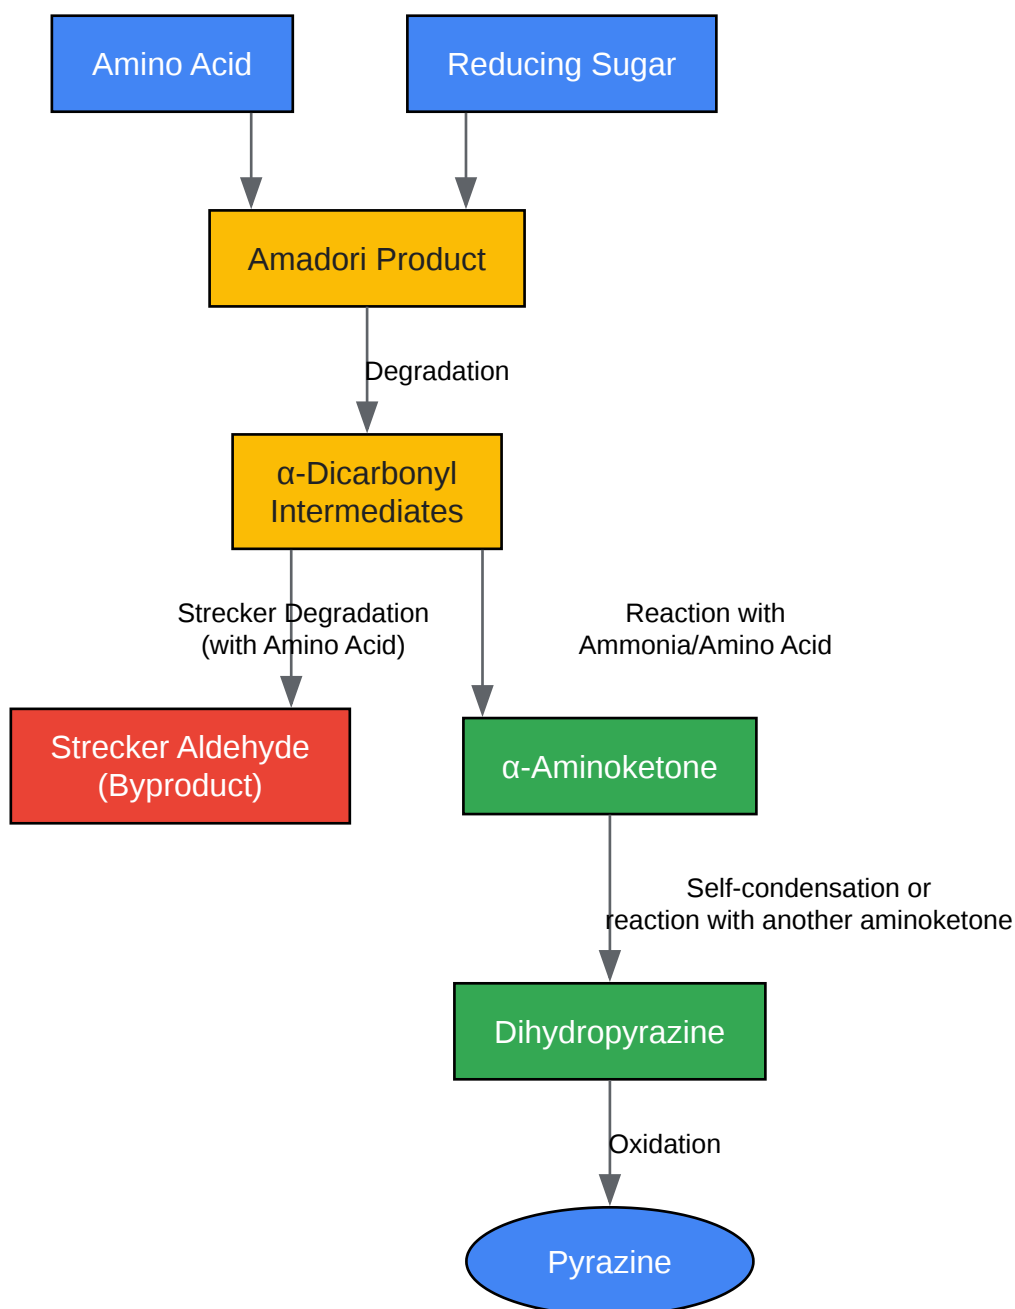 Amino Acid
Reducing Sugar
Amadori Product
Degradation
α-Dicarbonyl
Intermediates
Strecker Degradation
(with Amino Acid)
Reaction with
Ammonia/Amino Acid
Strecker Aldehyde
(Byproduct)
α-Aminoketone
Self-condensation or
reaction with another aminoketone
Dihydropyrazine
Oxidation
Pyrazine